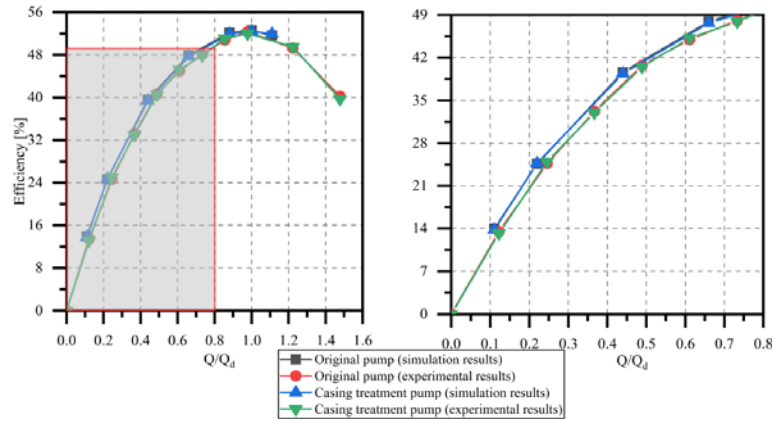 56
48
40
32
24
16
8
0
Efficiency [%]
0.0 0.2 0.4 0.6 0.8 1.0 1.2 1.4 1.6
Q/Qd
49
42
35
28
21
14
7
0
0.0 0.1 0.2 0.3 0.4 0.5 0.6 0.7 0.8
Q/Qd
Original pump (simulation results)
Original pump (experimental results)
Casing treatment pump (simulation results)
Casing treatment pump (experimental results)